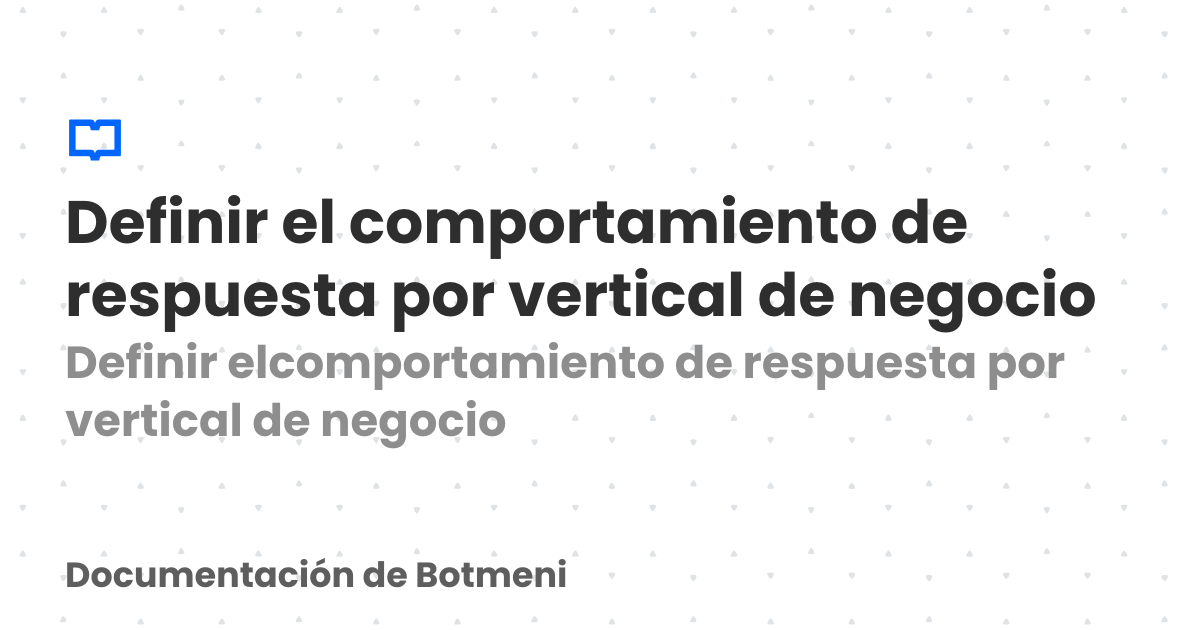 Definir el comportamiento de
respuesta por vertical de negocio
Definir elcomportamiento de respuesta por
vertical de negocio
Documentación de Botmeni